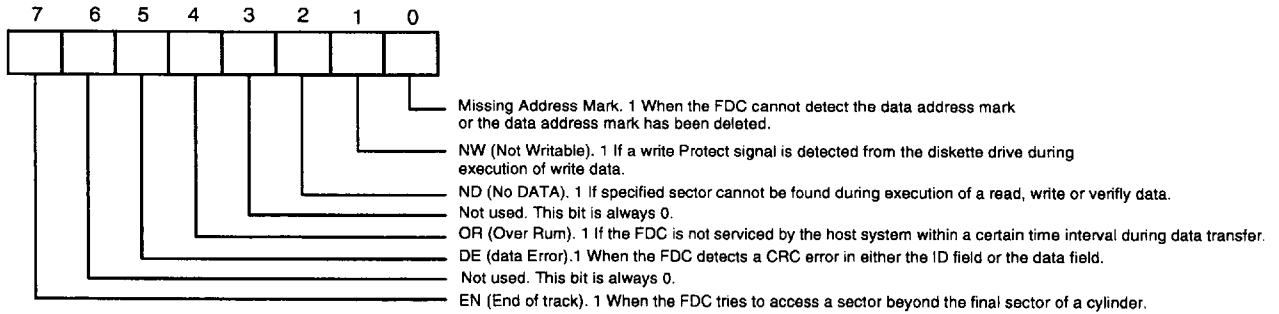 7 6 5 4 3 2 1 0
Missing Address Mark. 1 When the FDC cannot detect the data address mark
or the data address mark has been deleted.
NW (Not Writable). 1 If a write Protect signal is detected from the diskette drive during
execution of write data.
ND (No DATA). 1 If specified sector cannot be found during execution of a read, write or verifly data.
Not used. This bit is always 0.
OR (Over Rum). 1 If the FDC is not serviced by the host system within a certain time interval during data transfer.
DE (data Error).1 When the FDC detects a CRC error in either the ID field or the data field.
Not used. This bit is always 0.
EN (End of track). 1 When the FDC tries to access a sector beyond the final sector of a cylinder.